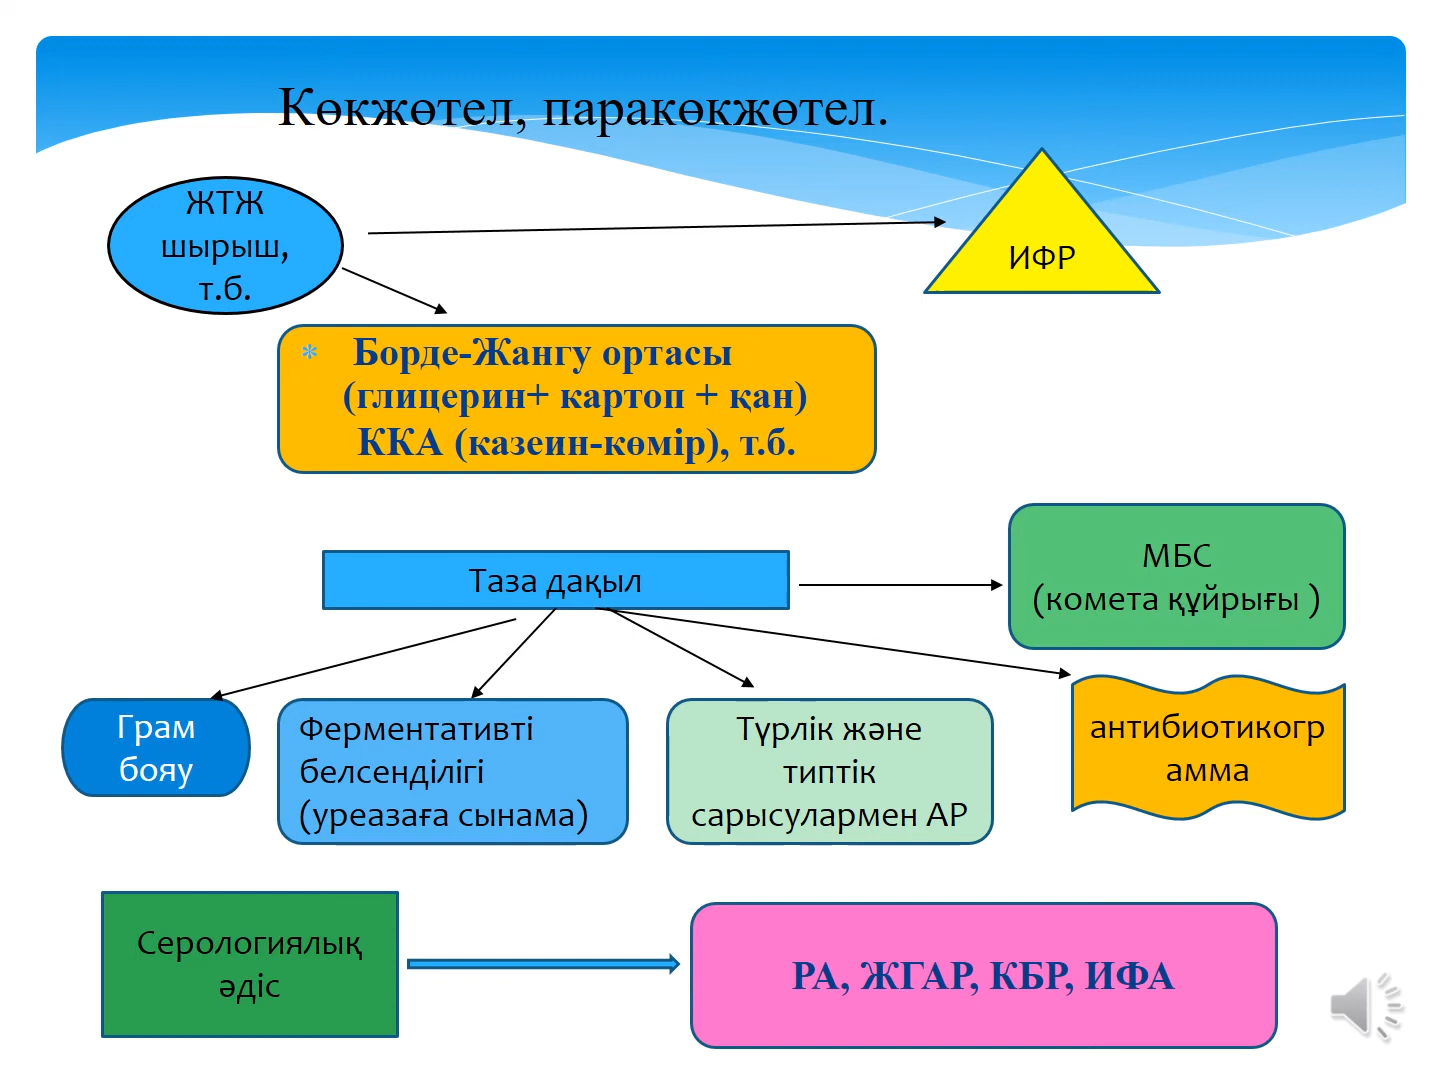 Көкжөтел, паракөкжөтел.
ЖТЖ
шырыш,
т.б.
ИФР
* Борде-Жангу ортасы
(глицерин+ картоп + қан)
ККА (казеин-көмір), т.б.
МБС
(комета құйрығы )
Таза дақыл
Грам
бояу
Ферментативті
белсенділігі
(уреазаға сынама)
Түрлік және
типтік
сарысулармен АР
антибиотикогр
амма
Серологиялық
әдіс
РА, ЖГАР, КБР, ИФА